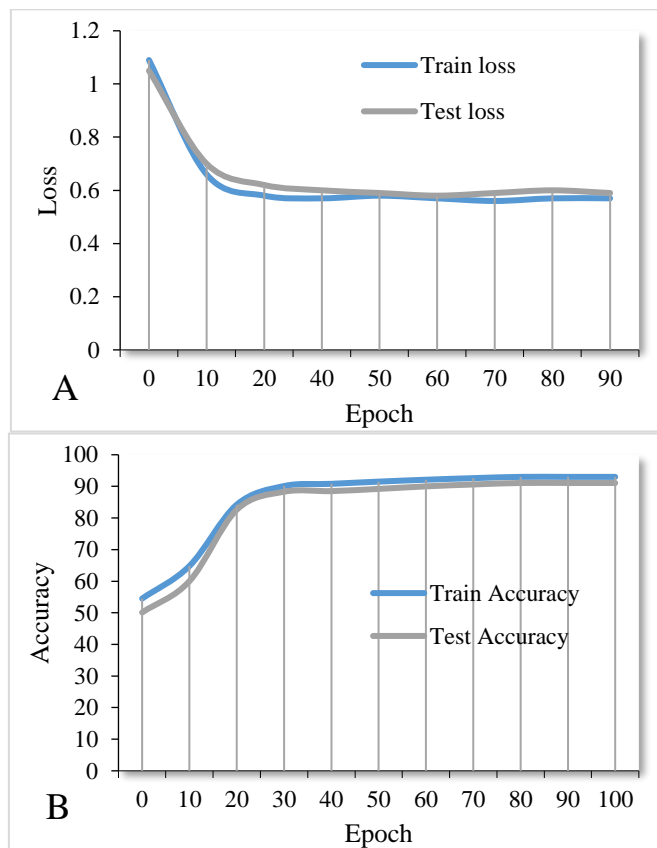 1.2
1
0.8
0.6
0.4
0.2
0
Loss
Train loss
Test loss
0 10 20 40 50 60 70 80 90
Epoch
A
100
90
80
70
60
50
40
30
20
10
0
Accuracy
Train Accuracy
Test Accuracy
0 10 20 30 40 50 60 70 80 90 100
Epoch
B